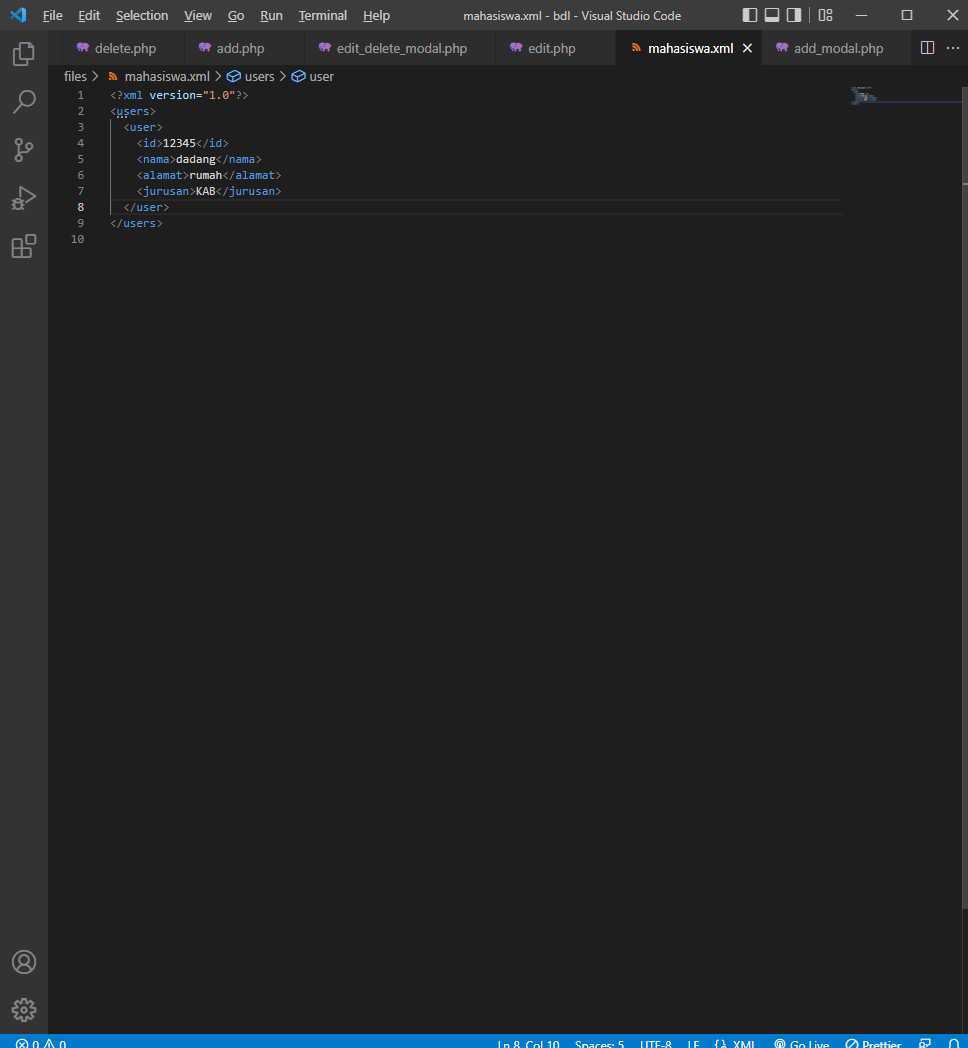 File Edit Selection View Go Run Terminal Help mahasiswa.xml - bdl - Visual Studio Code
delete.php add.php edit_delete_modal.php edit.php mahasiswa.xml add_modal.php
files > mahasiswa.xml > users > user
1 <?xml version="1.0"?>
2 <users>
3 <user>
4 <id>12345</id>
5 <nama>dadang</nama>
6 <alamat>rumah</alamat>
7 <jurusan>KAB</jurusan>
8 </user>
9 </users>
10
0 0 Ln 8, Col 10 Spaces: 5 UTF-8 LF XML Go Live Prettier